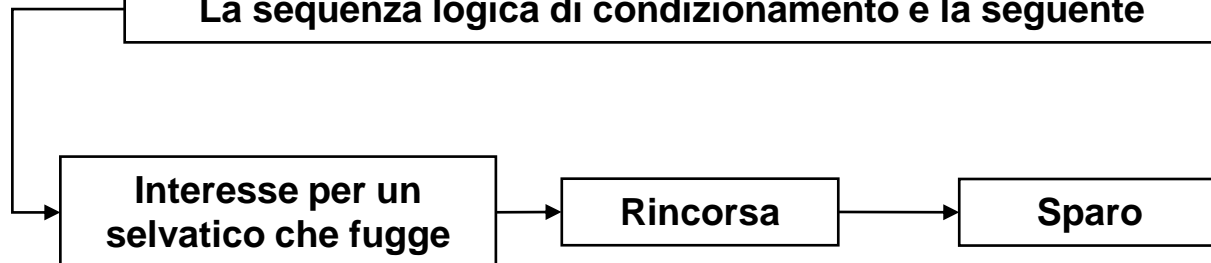 La sequenza logica di condizionamento è la seguente
Interesse per un
selvatico che fugge
Rincorsa
Sparo